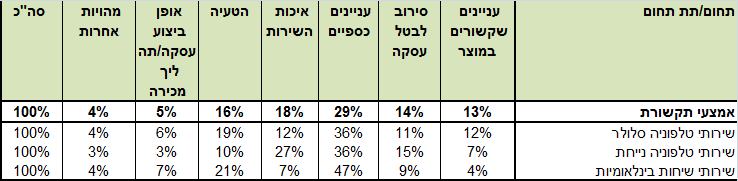 תחום/תת תחום	עניינים שקשורים במוצר	סירוב לבטל עסקה	עניינים כספיים	איכות השירות	הטעיה	אופן ביצוע עסקה/תה ליך מכירה	מהויות אחרות	סה"כ
אמצעי תקשורת	13%	14%	29%	18%	16%	5%	4%	100%
שירותי טלפוניה סלולר	12%	11%	36%	12%	19%	6%	4%	100%
שירותי טלפוניה נייחת	7%	15%	36%	27%	10%	3%	3%	100%
שירותי שיחות בינלאומיות	4%	9%	47%	7%	21%	7%	4%	100%